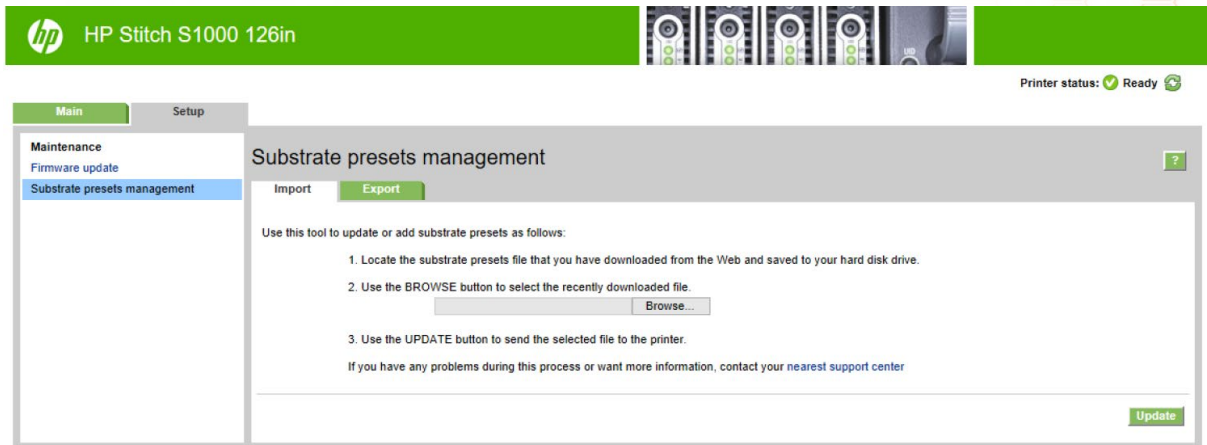 hp HP Stitch S1000 126in
UID
Printer status: Ready
Main Setup
Maintenance
Firmware update
Substrate presets management
Substrate presets management
?
Import Export
Use this tool to update or add substrate presets as follows:
1. Locate the substrate presets file that you have downloaded from the Web and saved to your hard disk drive.
2. Use the BROWSE button to select the recently downloaded file.
Browse...
3. Use the UPDATE button to send the selected file to the printer.
If you have any problems during this process or want more information, contact your nearest support center
Update